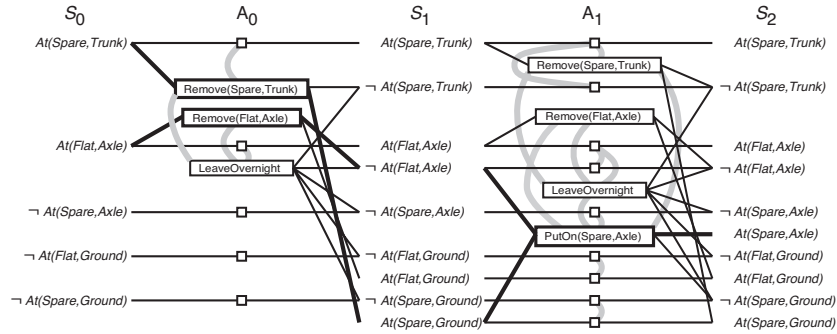 S0 A0 S1 A1 S2
At(Spare,Trunk) At(Spare,Trunk) At(Spare,Trunk)
Remove(Spare,Trunk)
Remove(Spare,Trunk) ¬ At(Spare,Trunk) ¬ At(Spare,Trunk)
Remove(Flat,Axle) Remove(Flat,Axle)
At(Flat,Axle) At(Flat,Axle) At(Flat,Axle)
LeaveOvernight ¬ At(Flat,Axle) ¬ At(Flat,Axle)
LeaveOvernight
¬ At(Spare,Axle) ¬ At(Spare,Axle) ¬ At(Spare,Axle)
PutOn(Spare,Axle) At(Spare,Axle)
¬ At(Flat,Ground) ¬ At(Flat,Ground) ¬ At(Flat,Ground)
At(Flat,Ground) At(Flat,Ground)
¬ At(Spare,Ground) ¬ At(Spare,Ground) ¬ At(Spare,Ground)
At(Spare,Ground) At(Spare,Ground)